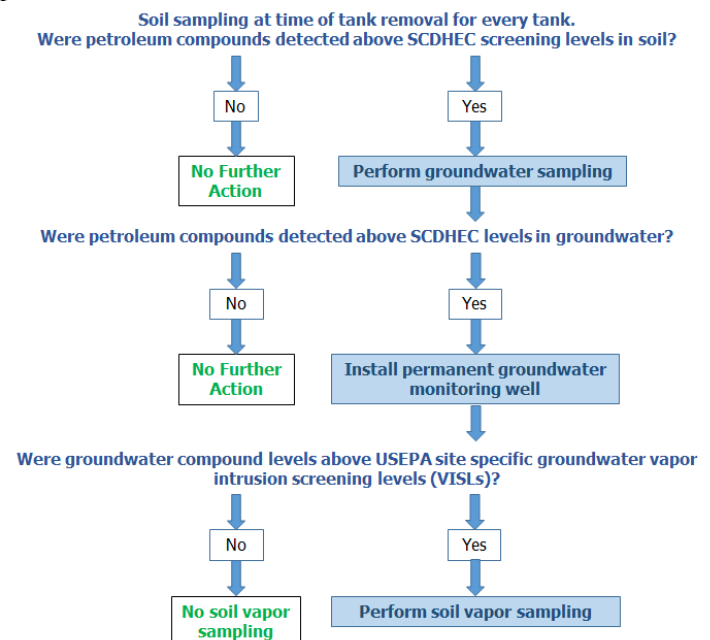 Soil sampling at time of tank removal for every tank.
Were petroleum compounds detected above SCDHEC screening levels in soil?
No
Yes
No Further
Action
Perform groundwater sampling
Were petroleum compounds detected above SCDHEC levels in groundwater?
No
Yes
No Further
Action
Install permanent groundwater
monitoring well
Were groundwater compound levels above USEPA site specific groundwater vapor
intrusion screening levels (VISLs)?
No
Yes
No soil vapor
sampling
Perform soil vapor sampling